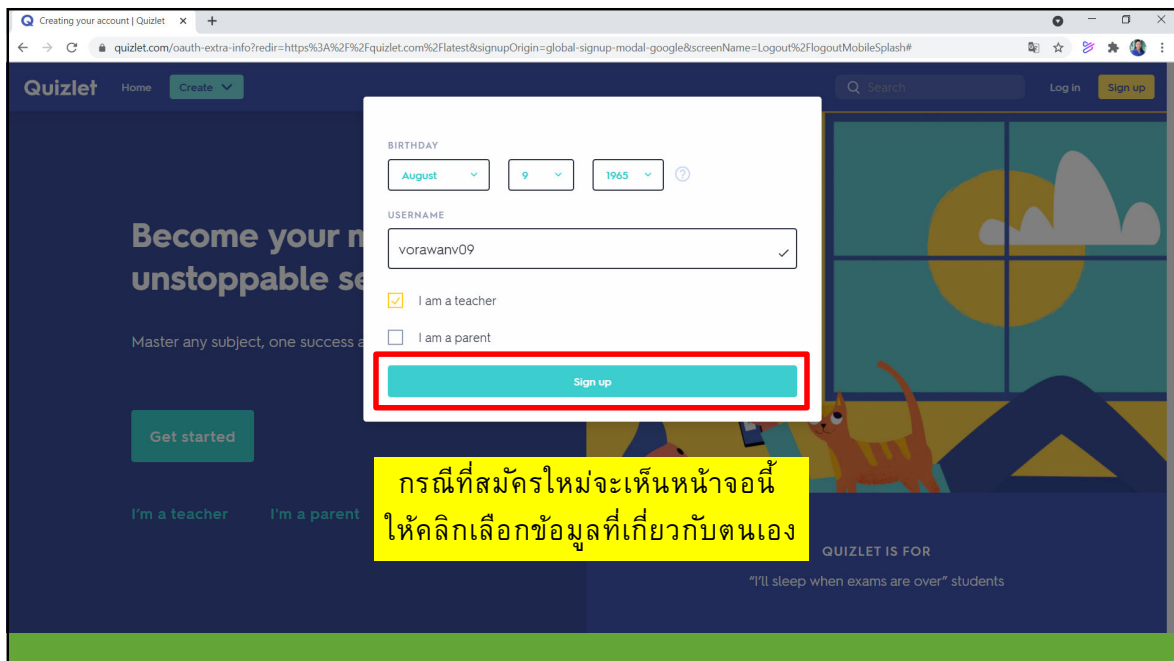 Creating your account | Quizlet
quizlet.com/oauth-extra-info?redir=https%3A%2F%2Fquizlet.com%2Flatest&signupOrigin=global-signup-modal-google&screenName=Logout%2FlogoutMobileSplash#
Quizlet Home Create Search Log in Sign up
BIRTHDAY
August 9 1965
USERNAME
vorawanv09
I am a teacher
I am a parent
Sign up
Become your
unstoppable se
Master any subject, one success a
Get started
I'm a teacher I'm a parent
กรณีที่สมัครใหม่จะเห็นหน้าจอนี้
ให้คลิกเลือกข้อมูลที่เกี่ยวกับตนเอง
QUIZLET IS FOR
“I'll sleep when exams are over” students